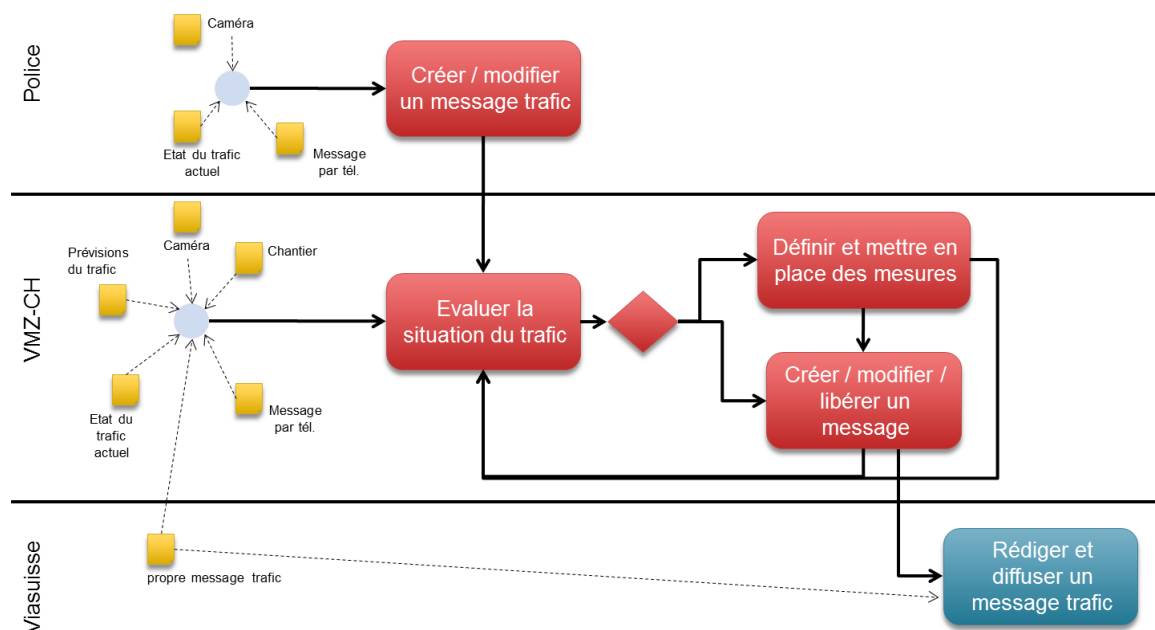 Police
Caméra
Etat du trafic
actuel
Message
par tél.
Créer / modifier
un message trafic
VMZ-CH
Prévisions
du trafic
Caméra
Chantier
Etat du
trafic
actuel
Message
par tél.
Evaluer la
situation du trafic
Définir et mettre en
place des mesures
Créer / modifier /
libérer un
message
Viasuisse
propre message trafic
Rédiger et
diffuser un
message trafic